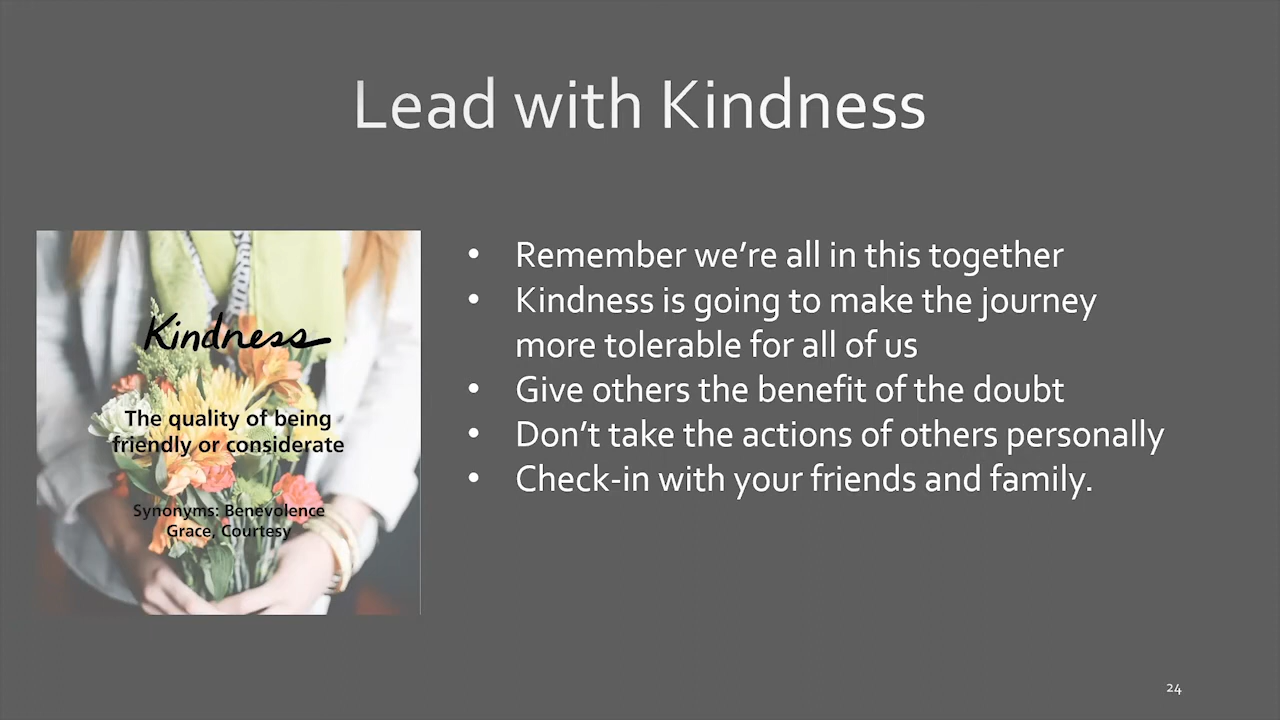 Lead with Kindness
Kindness
The quality of being
friendly or considerate
Synonyms: Benevolence
Grace, Courtesy
• Remember we’re all in this together
• Kindness is going to make the journey
more tolerable for all of us
• Give others the benefit of the doubt
• Don’t take the actions of others personally
• Check-in with your friends and family.
24